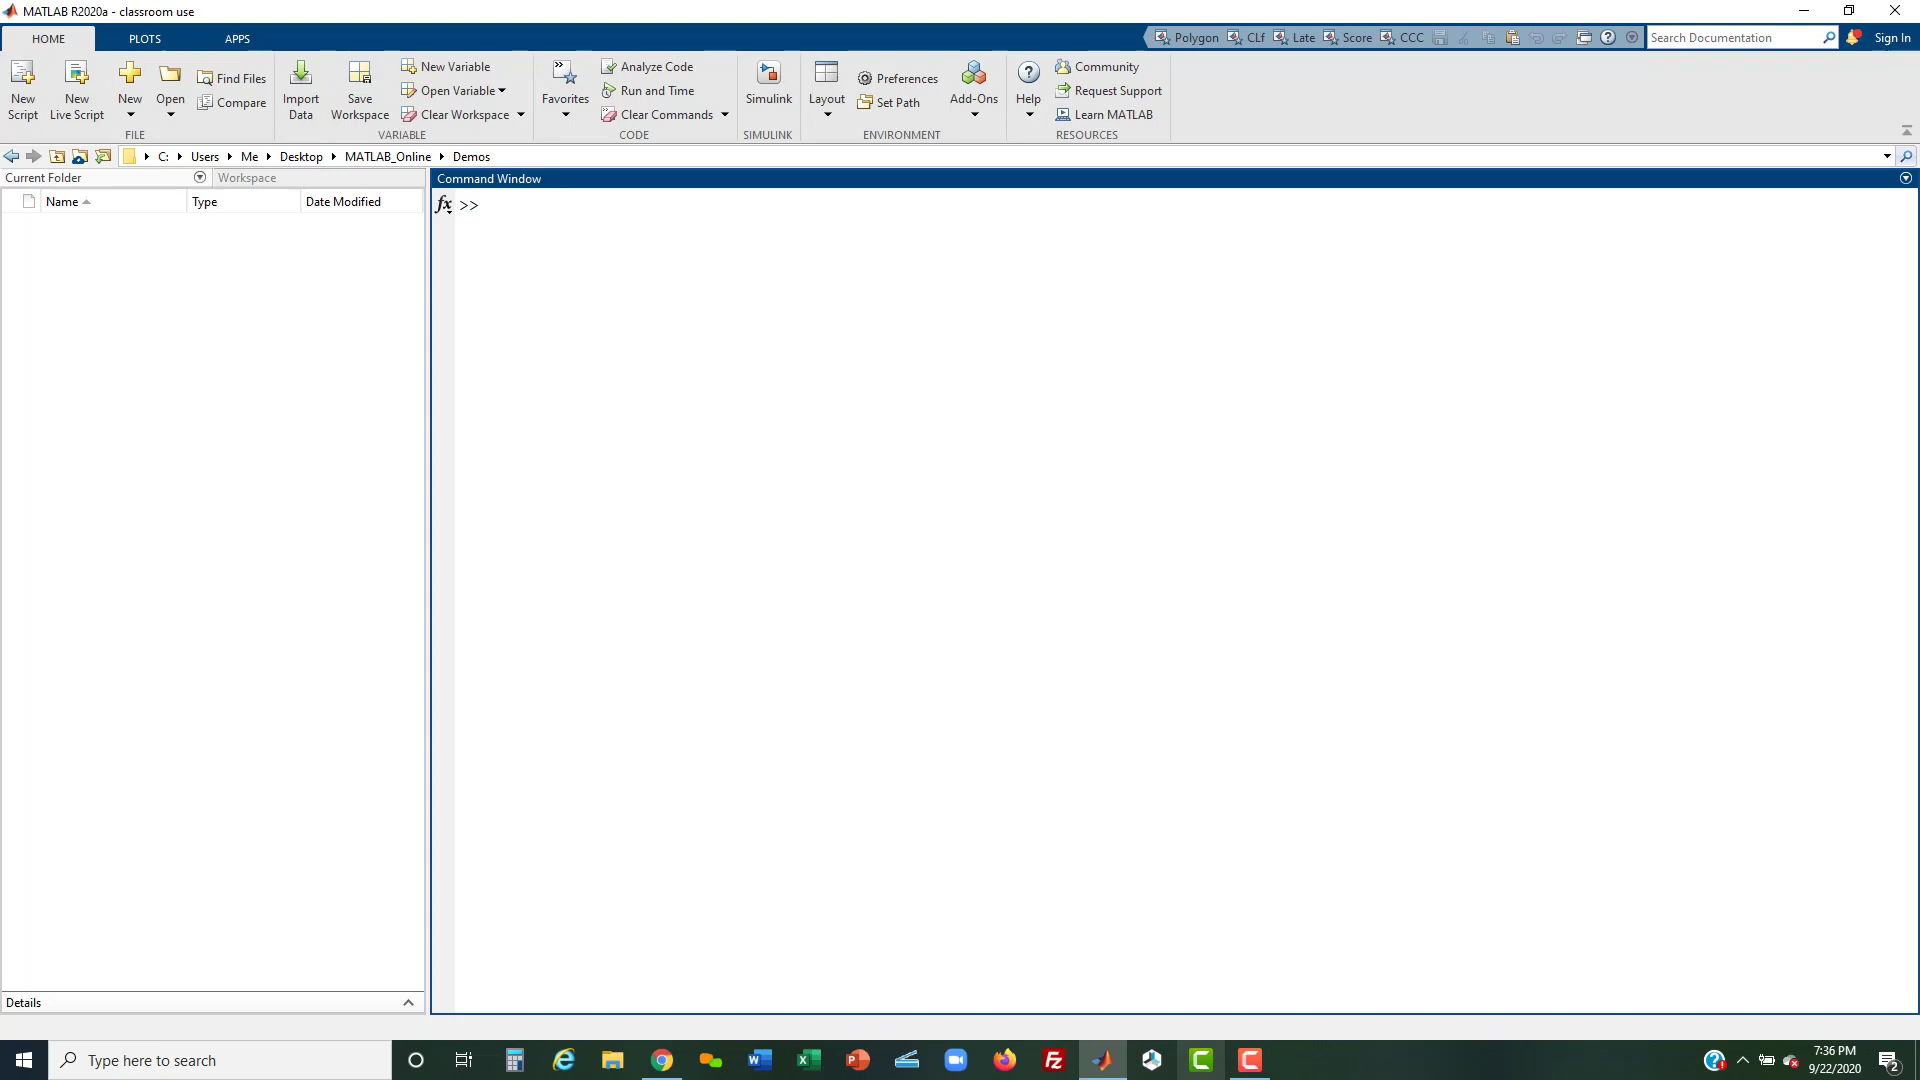 MATLAB R2020a - classroom use
HOME PLOTS APPS Polygon CLf Late Score CCC Search Documentation Sign In
New Script
New Live Script
New
Open
Find Files
Compare
FILE
Import Data
Save Workspace
New Variable
Open Variable
Clear Workspace
VARIABLE
Favorites
Analyze Code
Run and Time
Clear Commands
CODE
Simulink
SIMULINK
Layout
Preferences
Set Path
Add-Ons
ENVIRONMENT
Help
Community
Request Support
Learn MATLAB
RESOURCES
C: Users Me Desktop MATLAB_Online Demos
Current Folder Workspace
Name Type Date Modified
Command Window
fx >>
Details
Type here to search
7:36 PM
9/22/2020
2